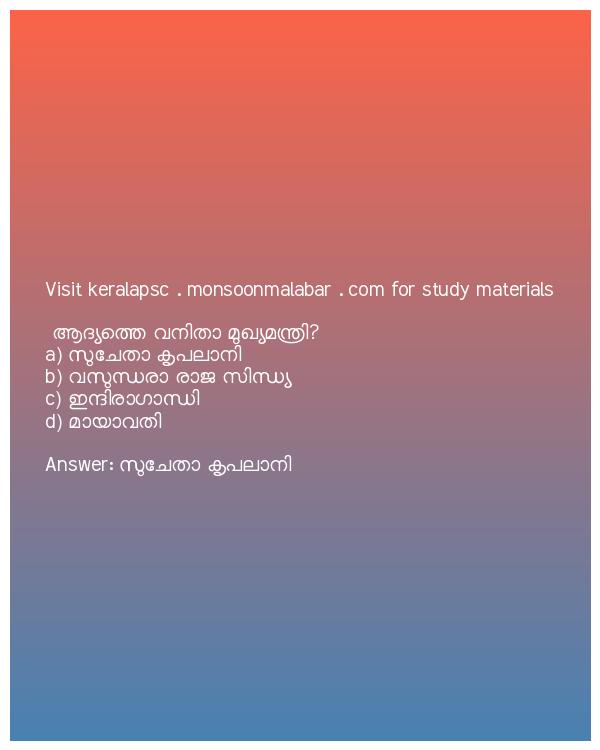 Visit keralapsc . monsoonmalabar . com for study materials
ആദ്യത്തെ വനിതാ മുഖ്യമന്ത്രി?
a) സുചേതാ കൃപലാനി
b) വസുന്ധരാ രാജ സിന്ധ്യ
c) ഇന്ദിരാഗാന്ധി
d) മായാവതി
Answer: സുചേതാ കൃപലാനി